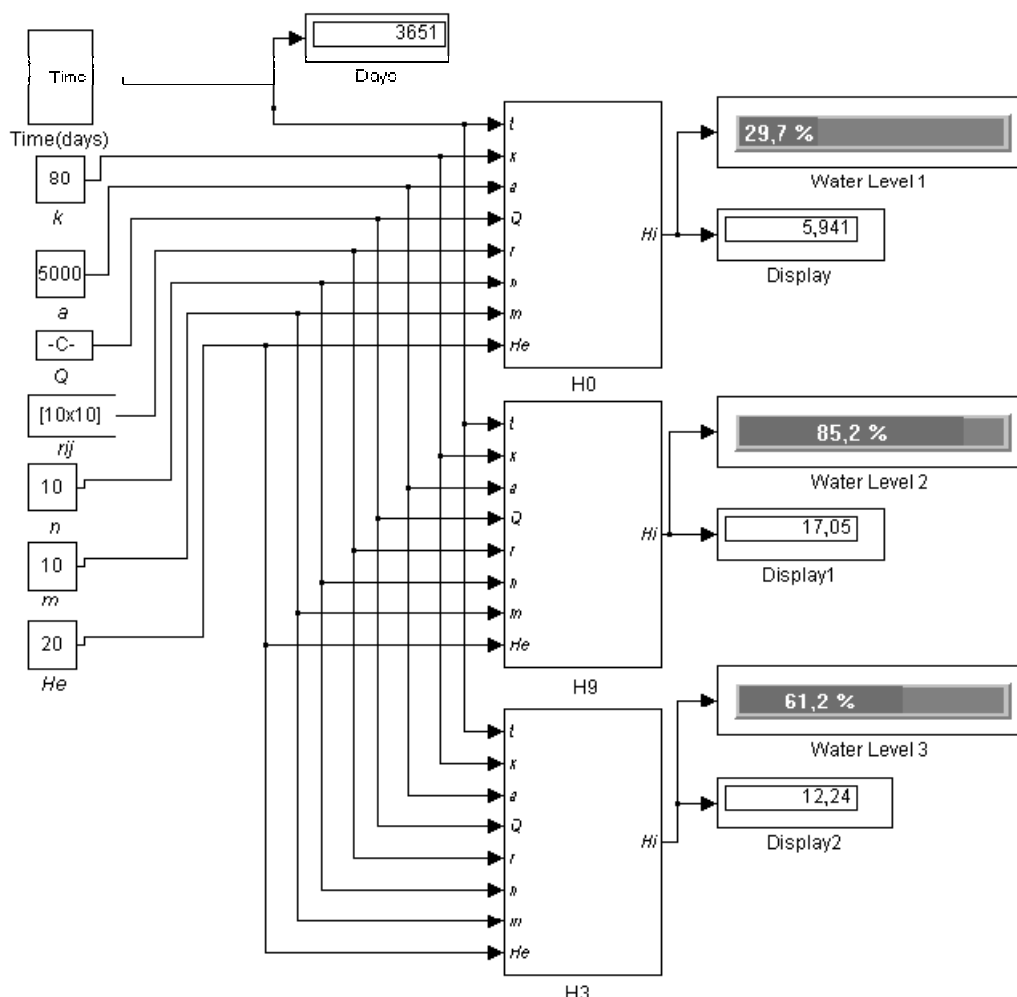 Time
Time(days)
3651
Days
80
k
5000
a
-C-
Q
[10x10]
rij
10
n
10
m
20
He
t
k
a
Q
r
n
m
He
Hi
H0
29,7 %
Water Level 1
5,941
Display
t
k
a
Q
r
n
m
He
Hi
H9
85,2 %
Water Level 2
17,05
Display1
t
k
a
Q
r
n
m
He
Hi
H3
61,2 %
Water Level 3
12,24
Display2